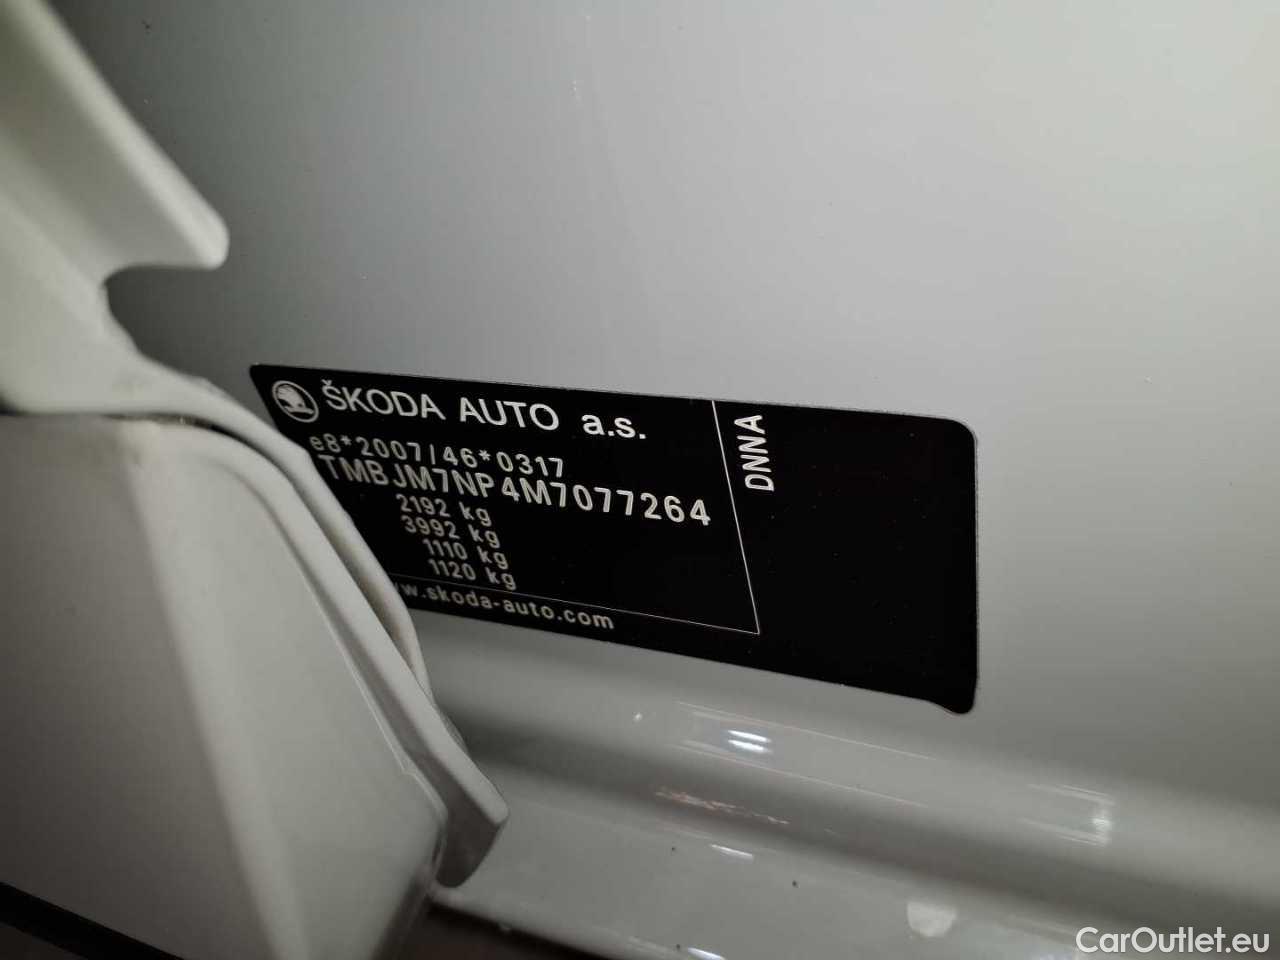 ŠKODA AUTO a.s.
e8*2007/46*0317
TMBJM7NP4M7077264
2192 kg
3992 kg
1110 kg
1120 kg
www.skoda-auto.com
DNNA
CarOutlet.eu